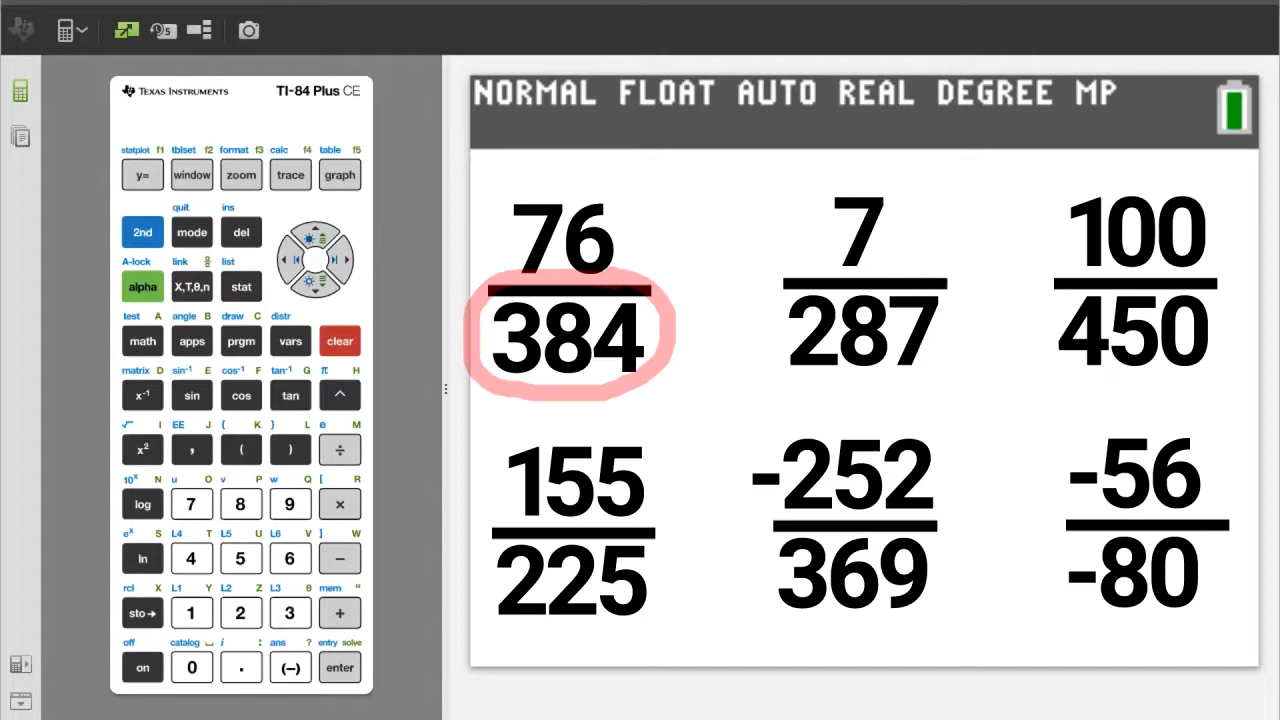 TEXAS INSTRUMENTS TI-84 Plus CE
statplot f1 tblset f2 format f3 calc f4 table f5
y= window zoom trace graph
quit ins
2nd mode del
A-lock link list
alpha X,T,θ,n stat
test A angle B draw C distr
math apps prgm vars clear
matrix D sin⁻¹ E cos⁻¹ F tan⁻¹ G π H
x⁻¹ sin cos tan ^
√ I EE J { K } L e M
x² , ( ) ÷
10ˣ N u O v P w Q [ R
log 7 8 9 ×
eˣ S L4 T L5 U L6 V ] W
ln 4 5 6 −
rcl X L1 Y L2 Z L3 θ mem "
sto→ 1 2 3 +
off catalog ␣ i : ans ? entry solve
on 0 . (−) enter
NORMAL FLOAT AUTO REAL DEGREE MP
76 7 100
384 287 450
155 -252 -56
225 369 -80
5